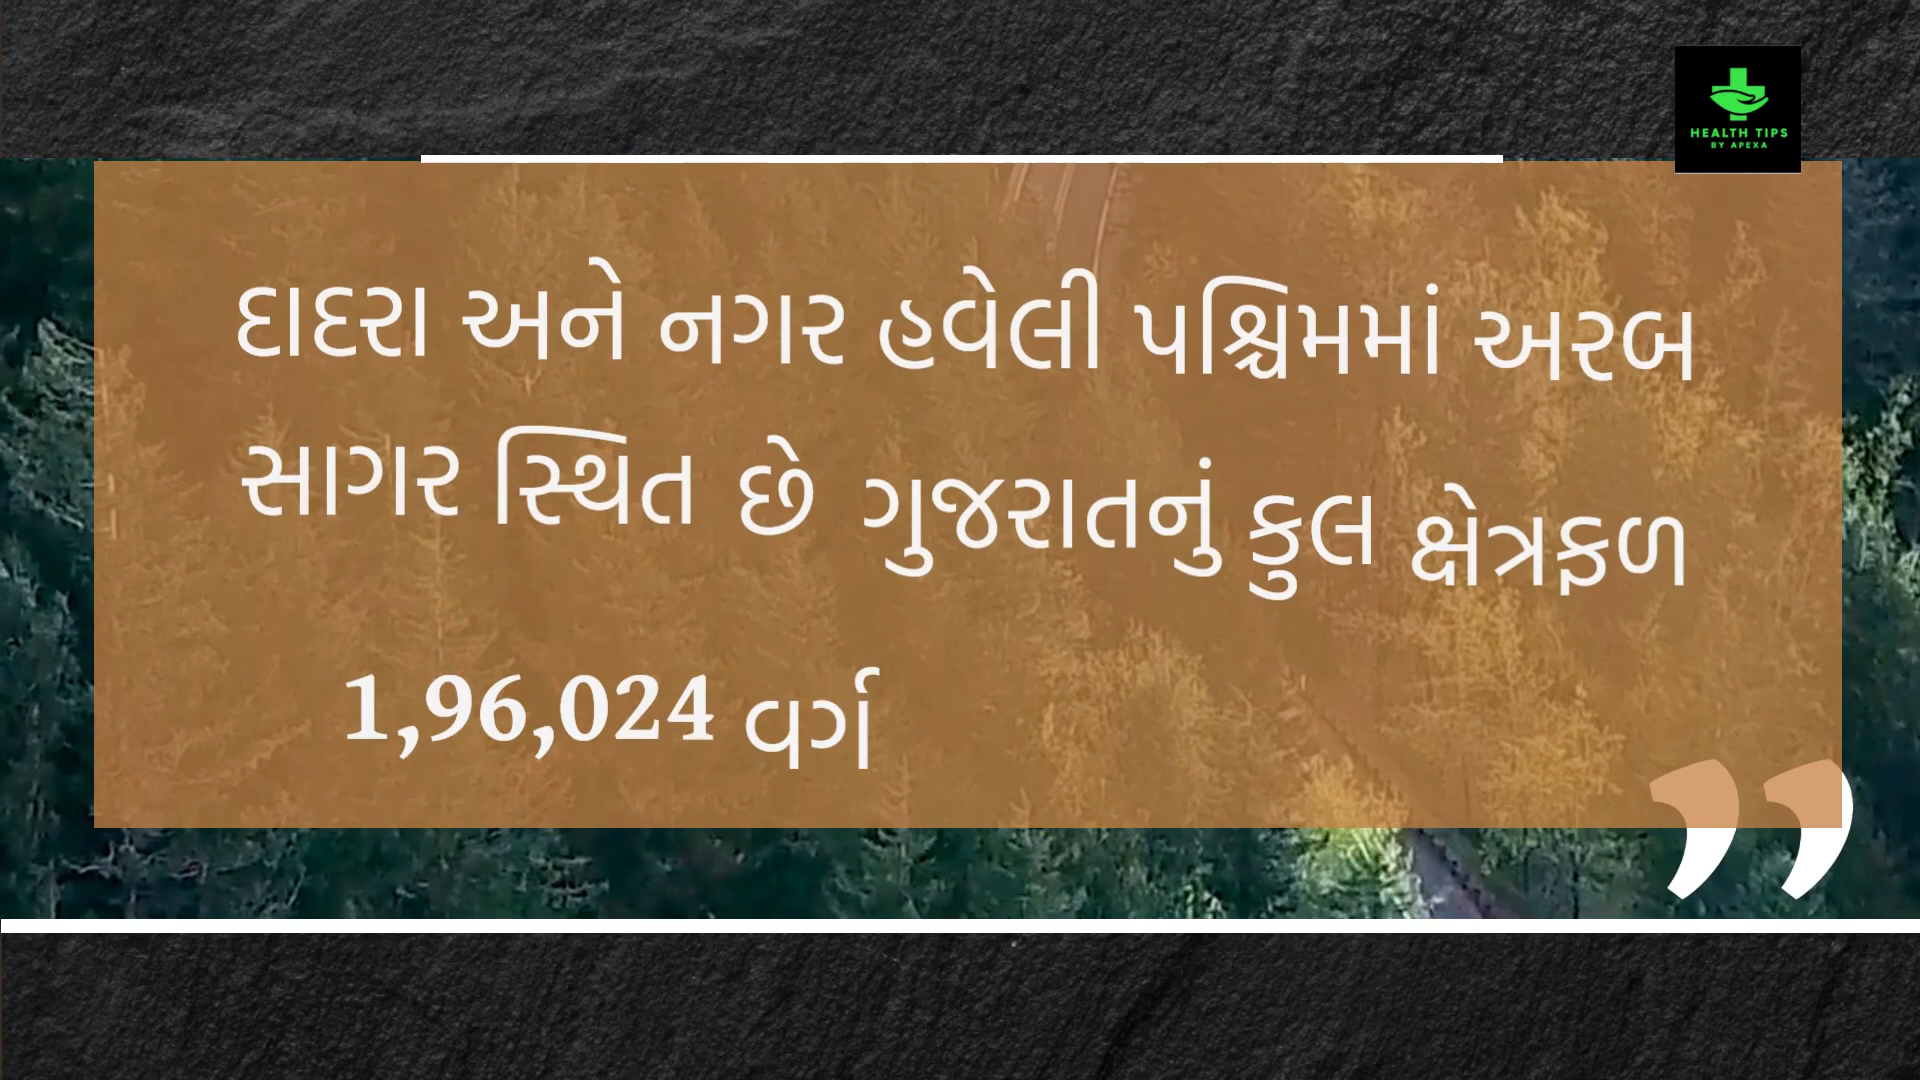 HEALTH TIPS
BY APEXA
દાદરા અને નગર હવેલી પશ્ચિમમાં અરબ
સાગર સ્થિત છે ગુજરાતનું કુલ ક્ષેત્રફળ
1,96,024 વર્ગ